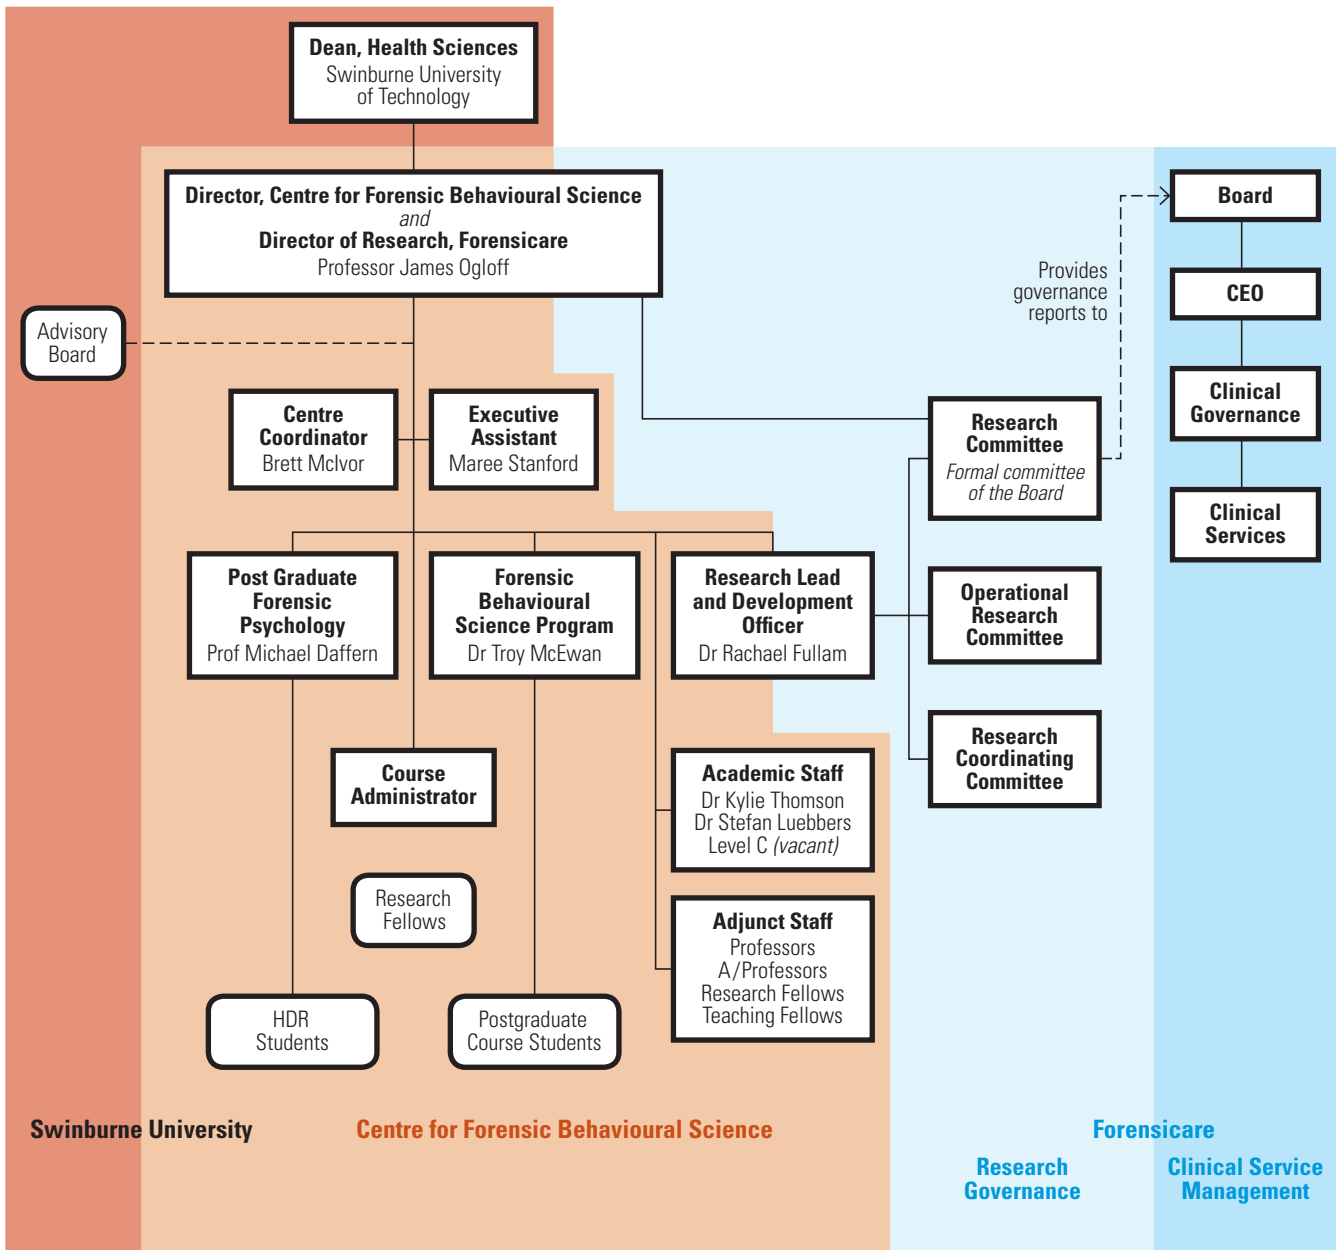 Dean, Health Sciences
Swinburne University
of Technology
Director, Centre for Forensic Behavioural Science
and
Director of Research, Forensicare
Professor James Ogloff
Board
Provides
governance
reports to
CEO
Advisory
Board
Clinical
Governance
Centre
Coordinator
Brett McIvor
Executive
Assistant
Maree Stanford
Research
Committee
Formal committee
of the Board
Clinical
Services
Post Graduate
Forensic
Psychology
Prof Michael Daffern
Forensic
Behavioural
Science Program
Dr Troy McEwan
Research Lead
and Development
Officer
Dr Rachael Fullam
Operational
Research
Committee
Research
Coordinating
Committee
Course
Administrator
Academic Staff
Dr Kylie Thomson
Dr Stefan Luebbers
Level C (vacant)
Research
Fellows
Adjunct Staff
Professors
A/Professors
Research Fellows
Teaching Fellows
HDR
Students
Postgraduate
Course Students
Swinburne University
Centre for Forensic Behavioural Science
Forensicare
Research
Governance
Clinical Service
Management